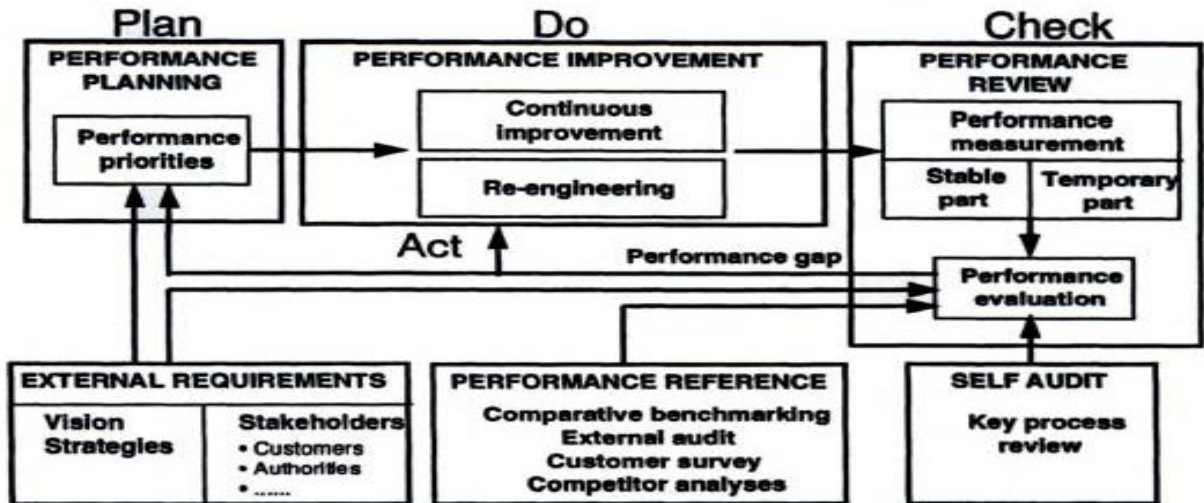 Plan
Do
Check
PERFORMANCE
PLANNING
Performance
priorities
PERFORMANCE IMPROVEMENT
Continuous
improvement
Re-engineering
PERFORMANCE
REVIEW
Performance
measurement
Stable
part
Temporary
part
Act
Performance gap
Performance
evaluation
EXTERNAL REQUIREMENTS
Vision
Strategies
Stakeholders
• Customers
• Authorities
• ......
PERFORMANCE REFERENCE
Comparative benchmarking
External audit
Customer survey
Competitor analyses
SELF AUDIT
Key process
review